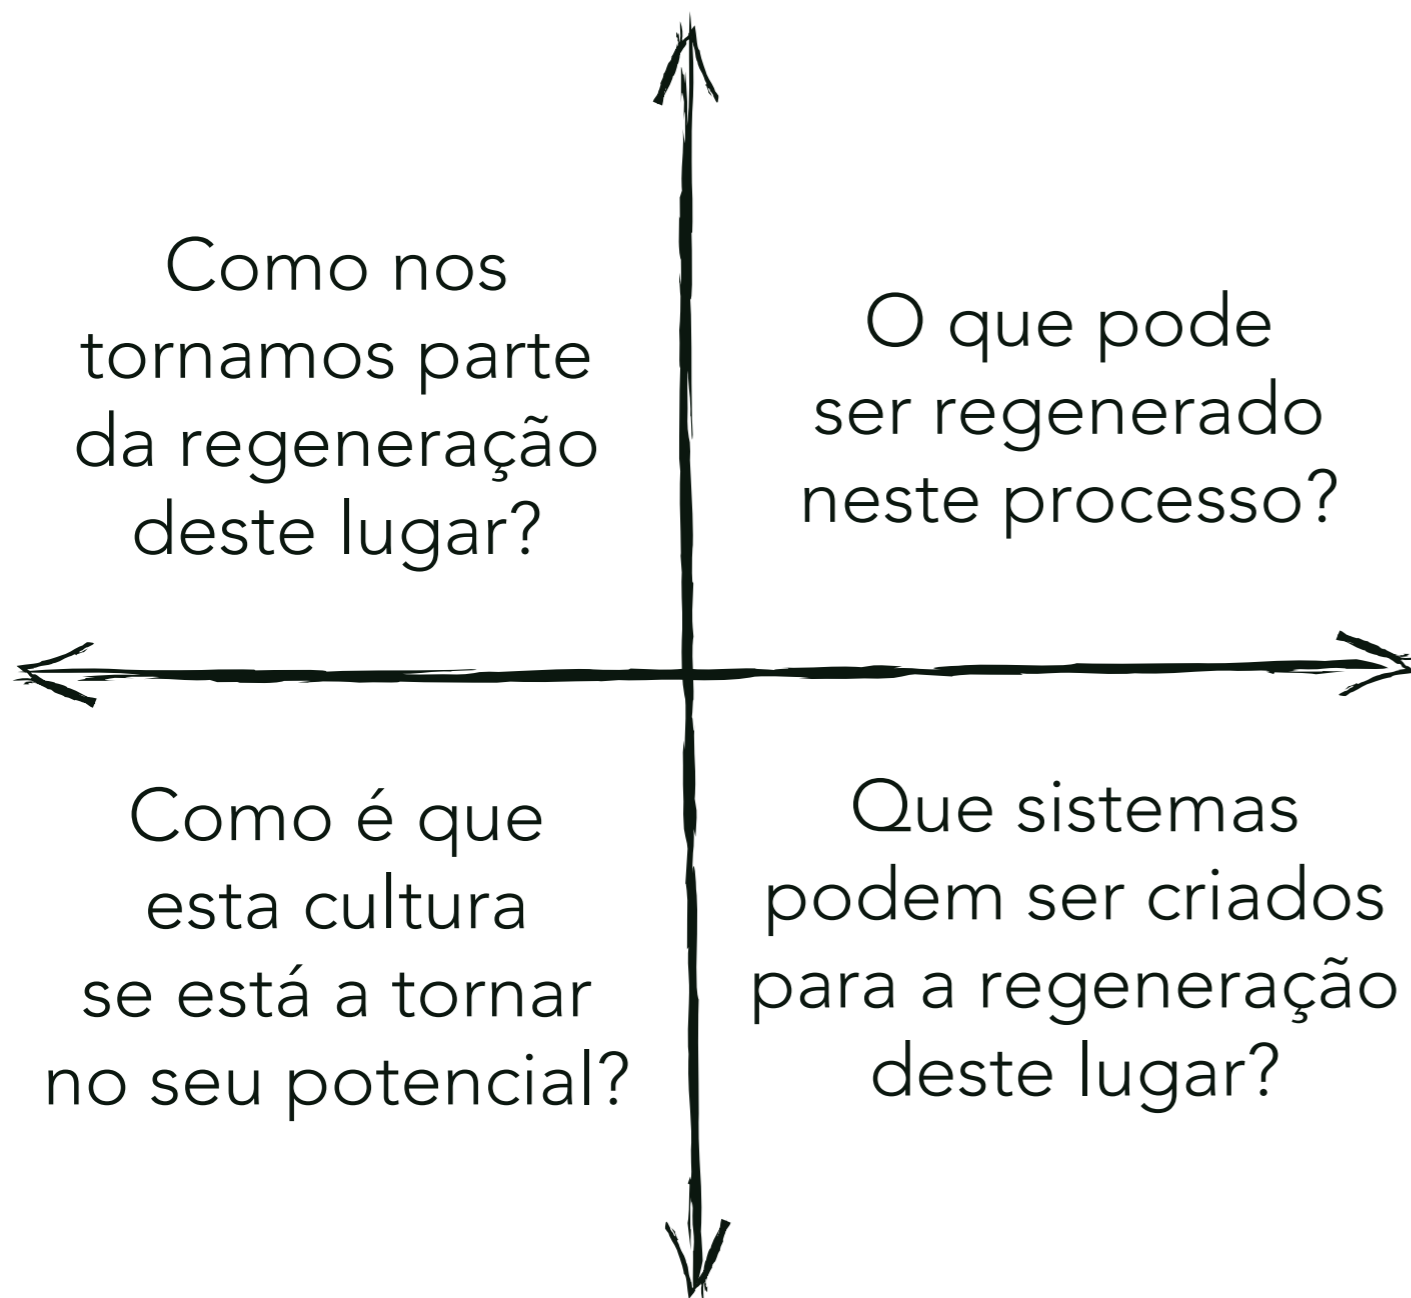 Como nos
tornamos parte
da regeneração
deste lugar?
O que pode
ser regenerado
neste processo?
Como é que
esta cultura
se está a tornar
no seu potencial?
Que sistemas
podem ser criados
para a regeneração
deste lugar?